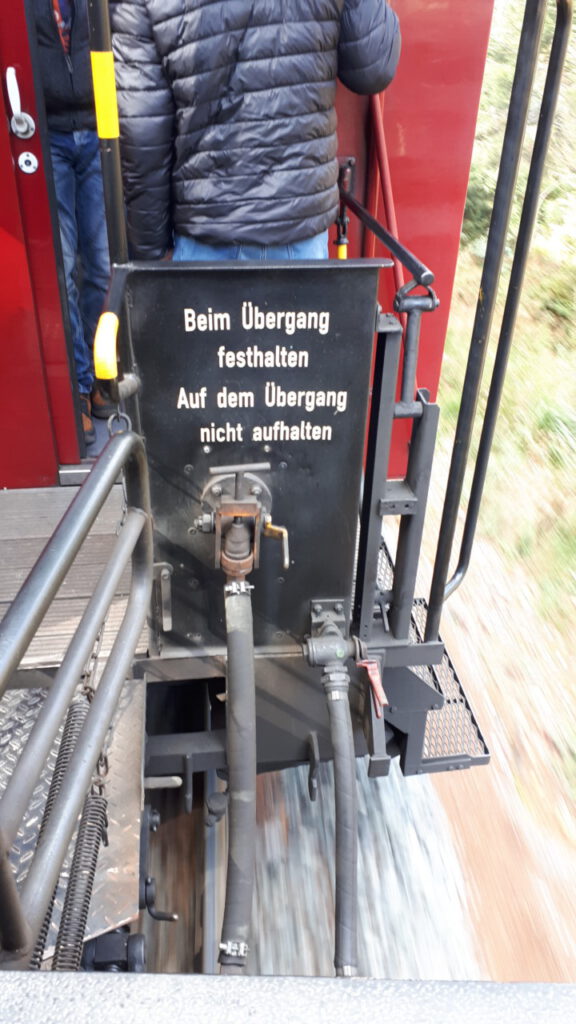 Beim Übergang
festhalten
Auf dem Übergang
nicht aufhalten